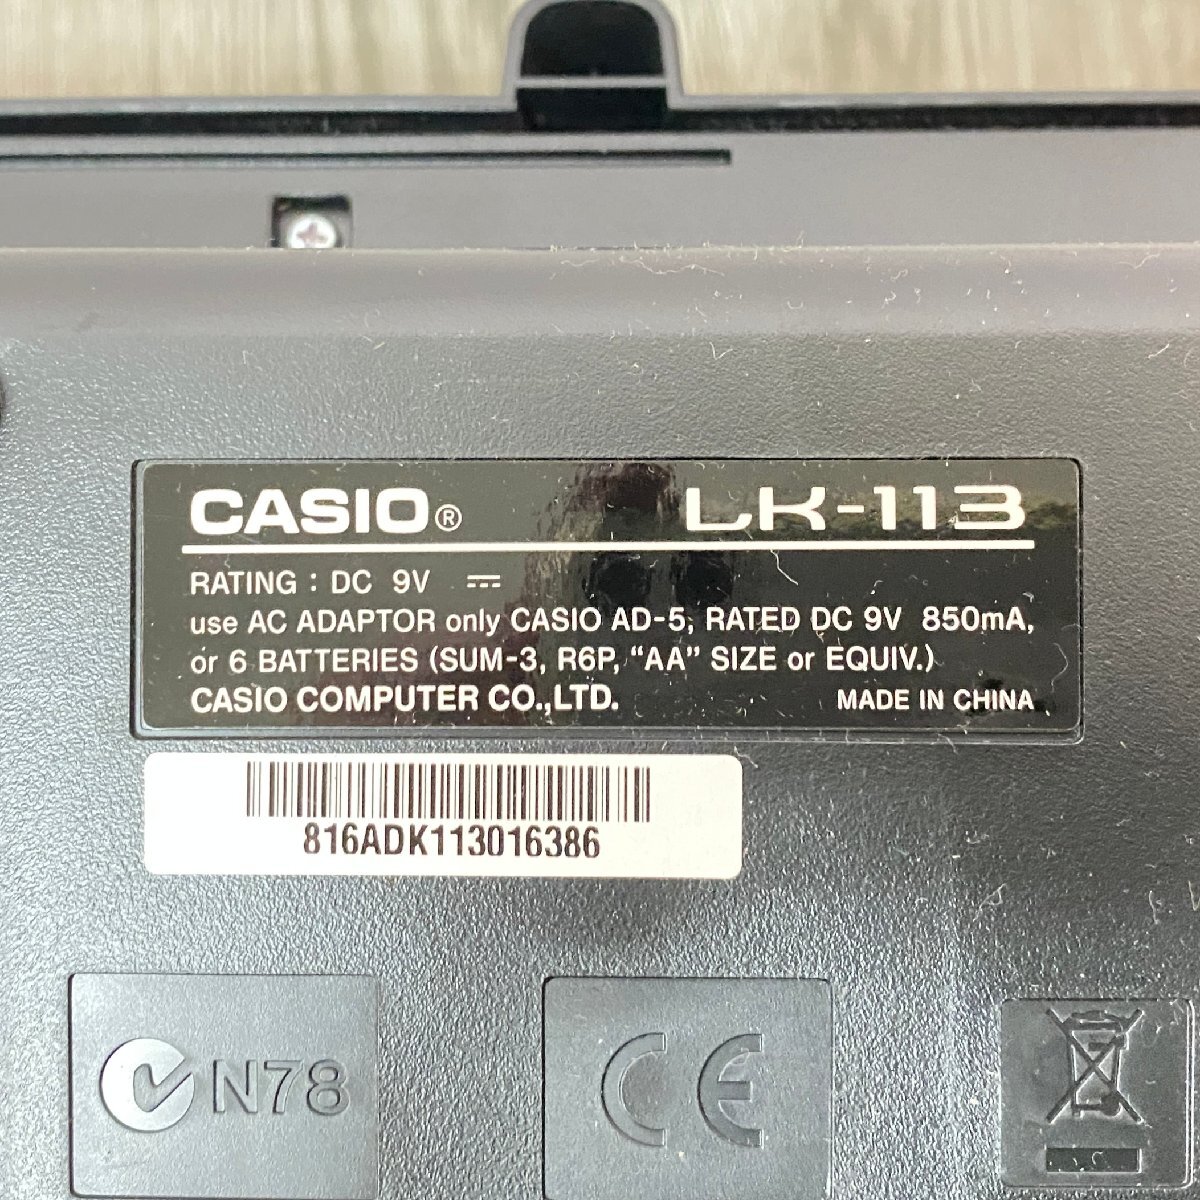 CASIO® LK-113
RATING : DC 9V ⎓
use AC ADAPTOR only CASIO AD-5, RATED DC 9V 850mA,
or 6 BATTERIES (SUM-3, R6P, “AA” SIZE or EQUIV.)
CASIO COMPUTER CO.,LTD. MADE IN CHINA
816ADK113016386
N78 CE